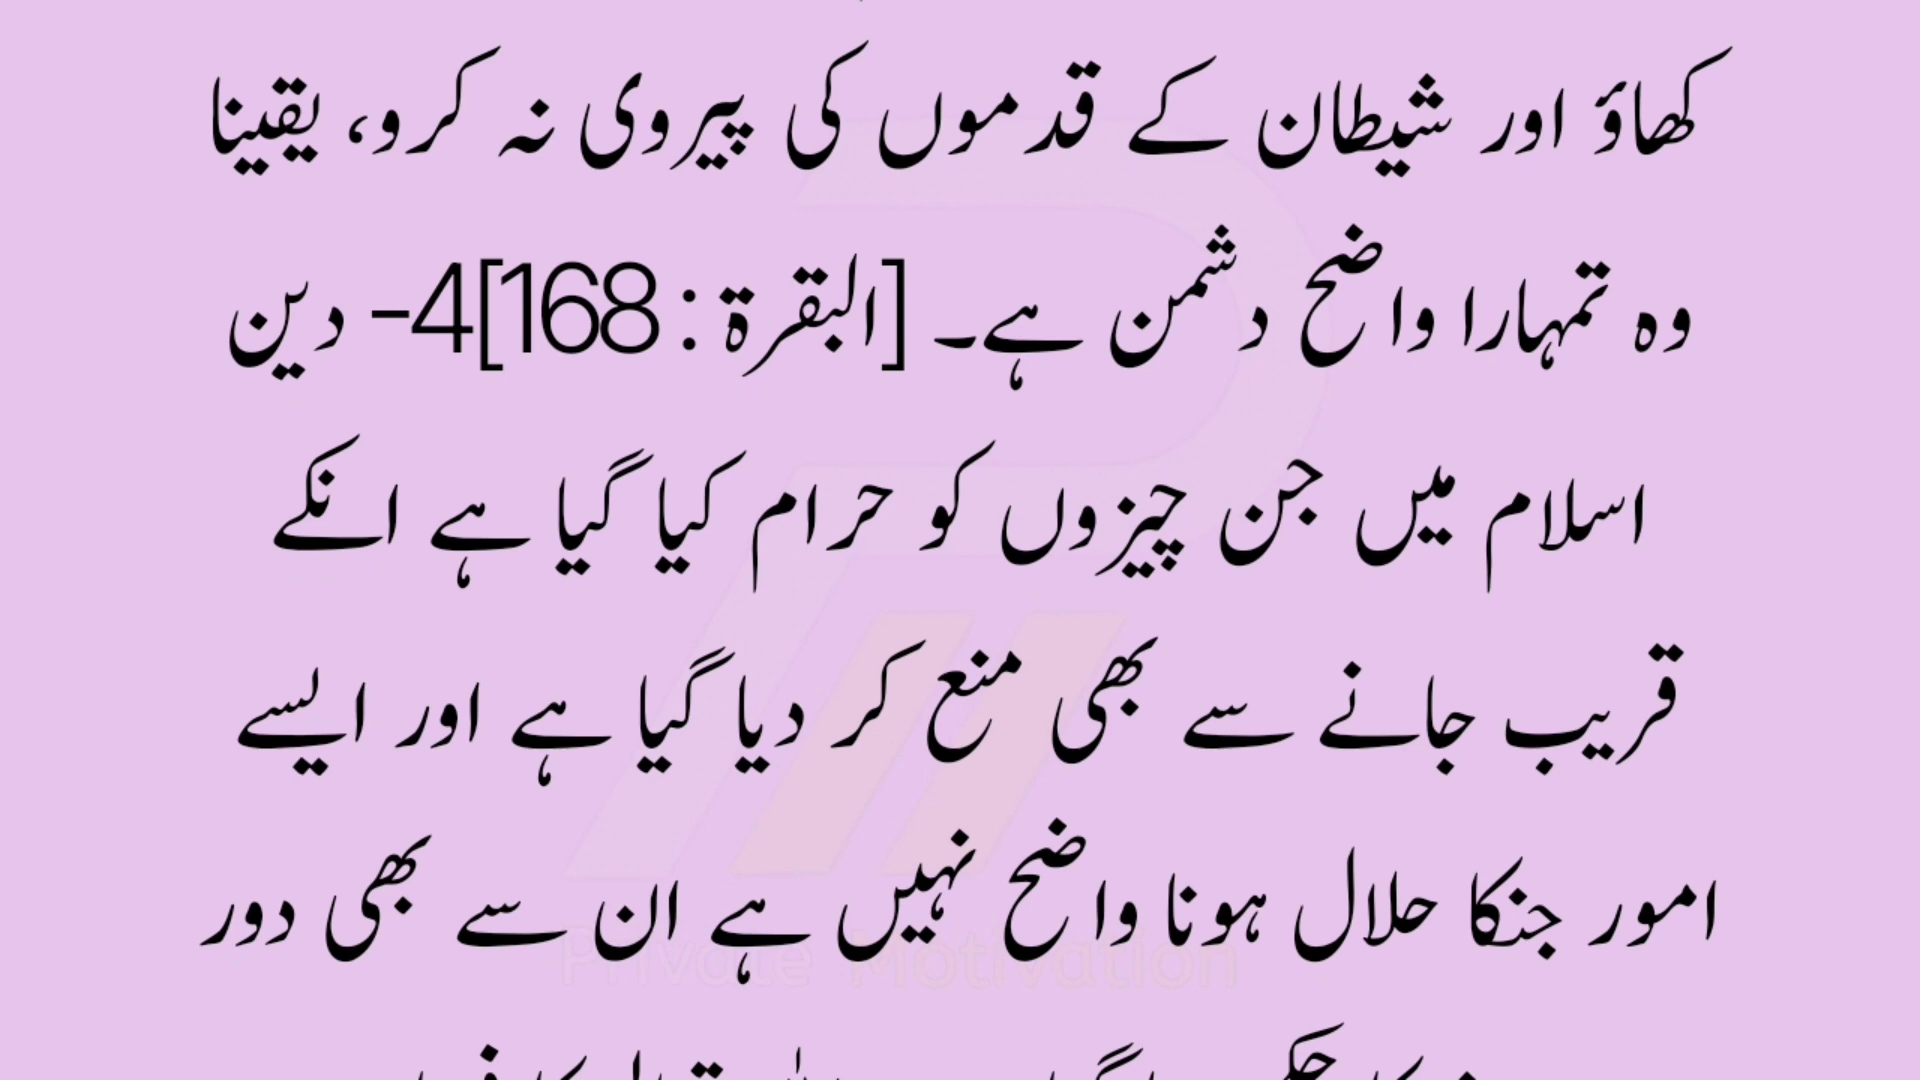 کھاؤ اور شیطان کے قدموں کی پیروی نہ کرو، یقینا
وہ تمہارا واضح دشمن ہے۔ [البقرۃ : 168]4- دین
اسلام میں جن چیزوں کو حرام کیا گیا ہے انکے
قریب جانے سے بھی منع کر دیا گیا ہے اور ایسے
امور جنکا حلال ہونا واضح نہیں ہے ان سے بھی دور
Private Motivation